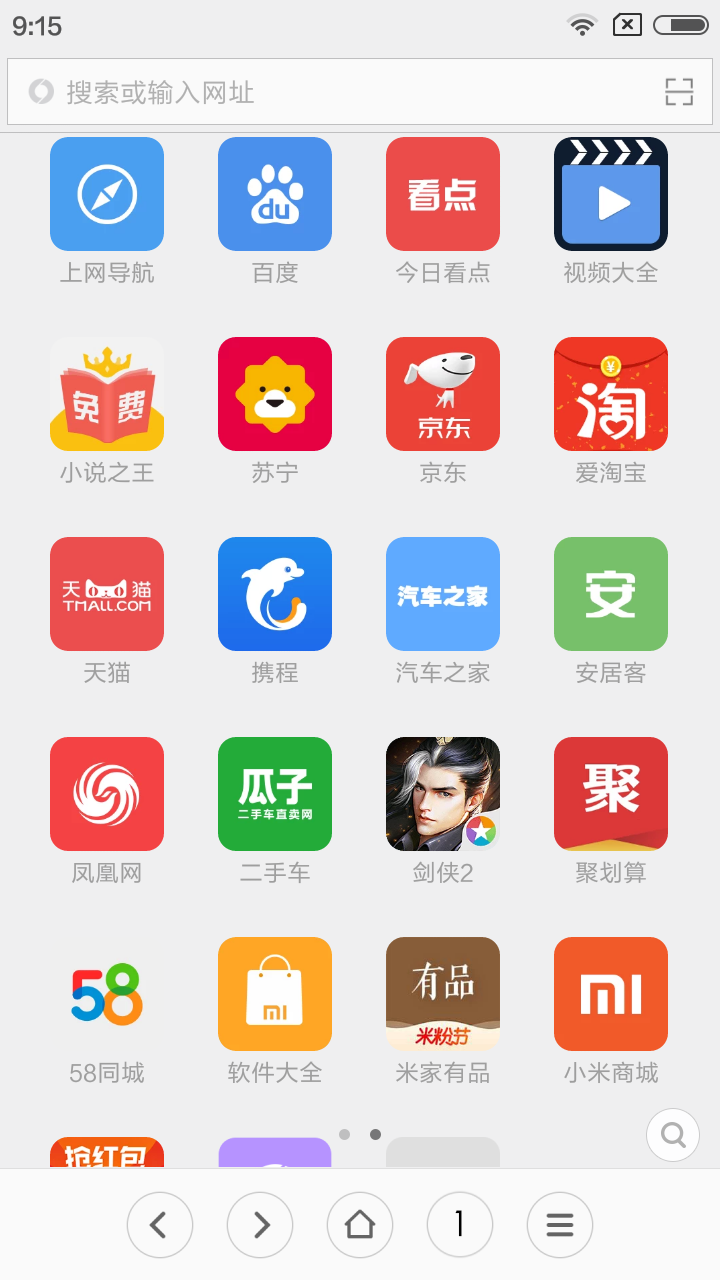 9:15
搜索或输入网址
du
看点
上网导航
百度
今日看点
视频大全
免费
¥
淘
京东
小说之王
苏宁
京东
爱淘宝
天猫
TMALL.COM
汽车之家
安
天猫
携程
汽车之家
安居客
瓜子
二手车直卖网
聚
凤凰网
二手车
剑侠2
聚划算
58
mi
有品
米粉节
mi
58同城
软件大全
米家有品
小米商城
抢红包
1